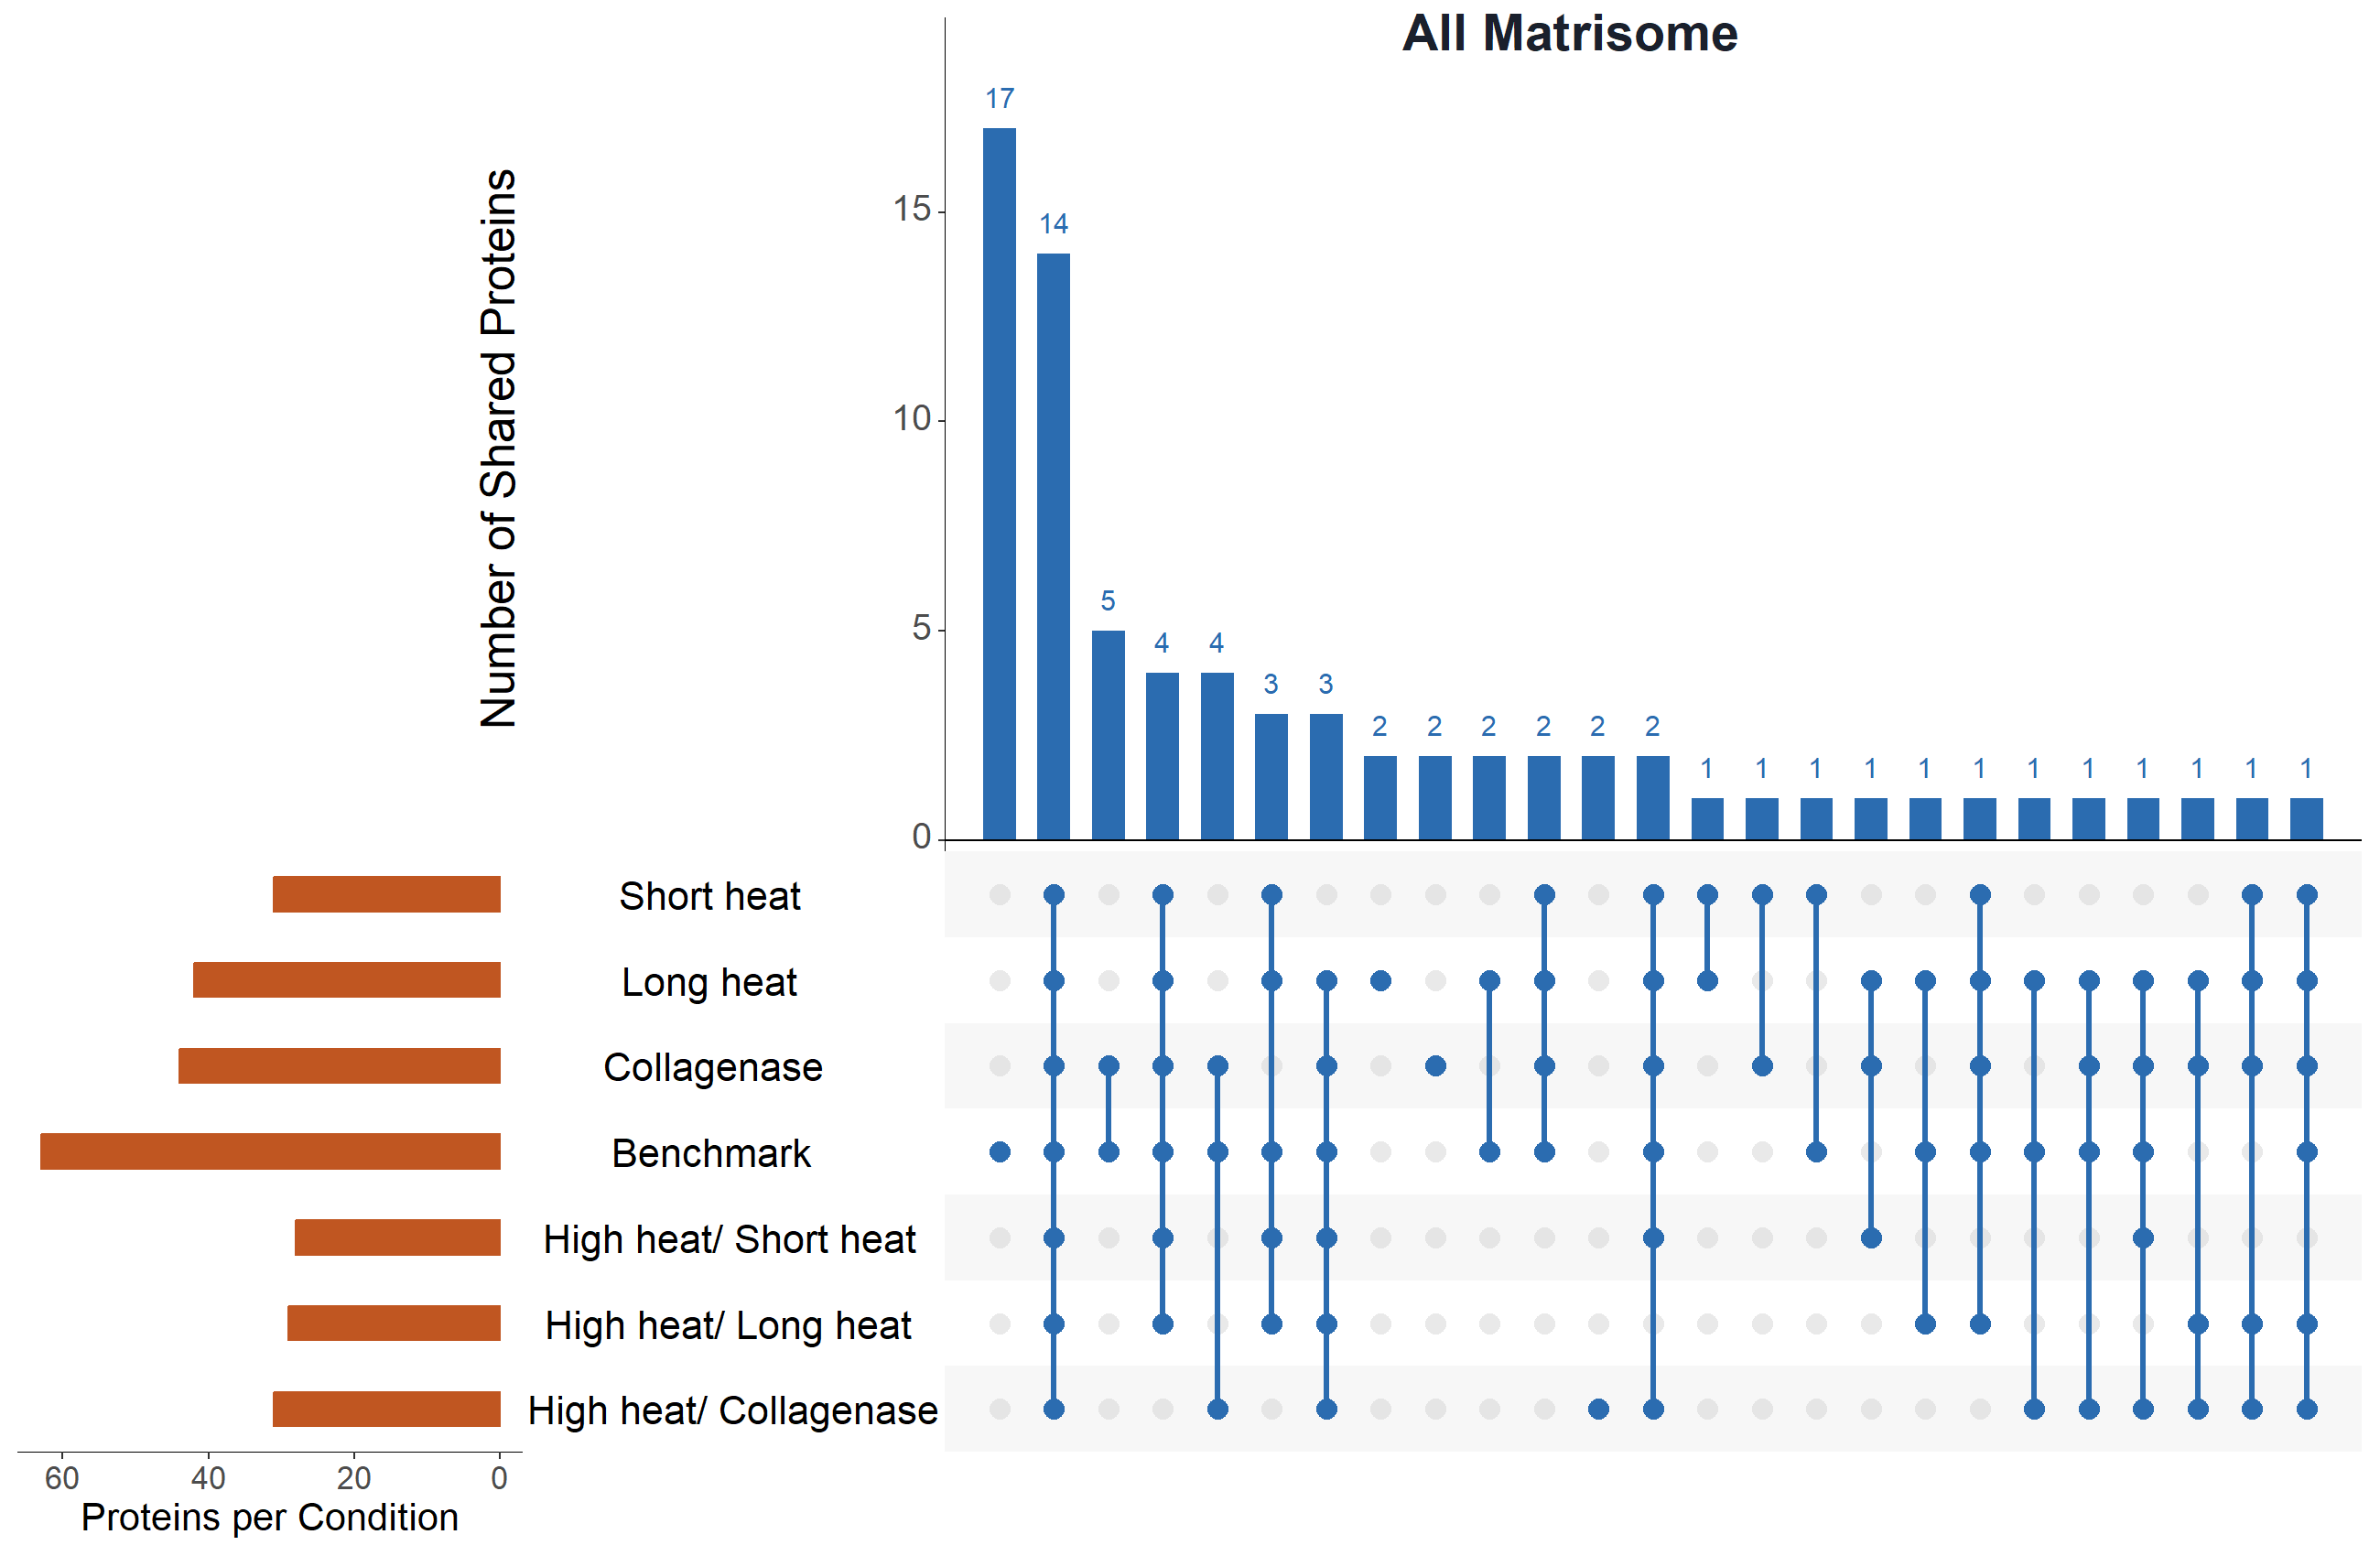 All Matrisome
Number of Shared Proteins
15
10
5
0
17
14
5
4
4
3
3
2
2
2
2
2
2
1
1
1
1
1
1
1
1
1
1
1
1
Short heat
Long heat
Collagenase
Benchmark
High heat/ Short heat
High heat/ Long heat
High heat/ Collagenase
60 40 20 0
Proteins per Condition